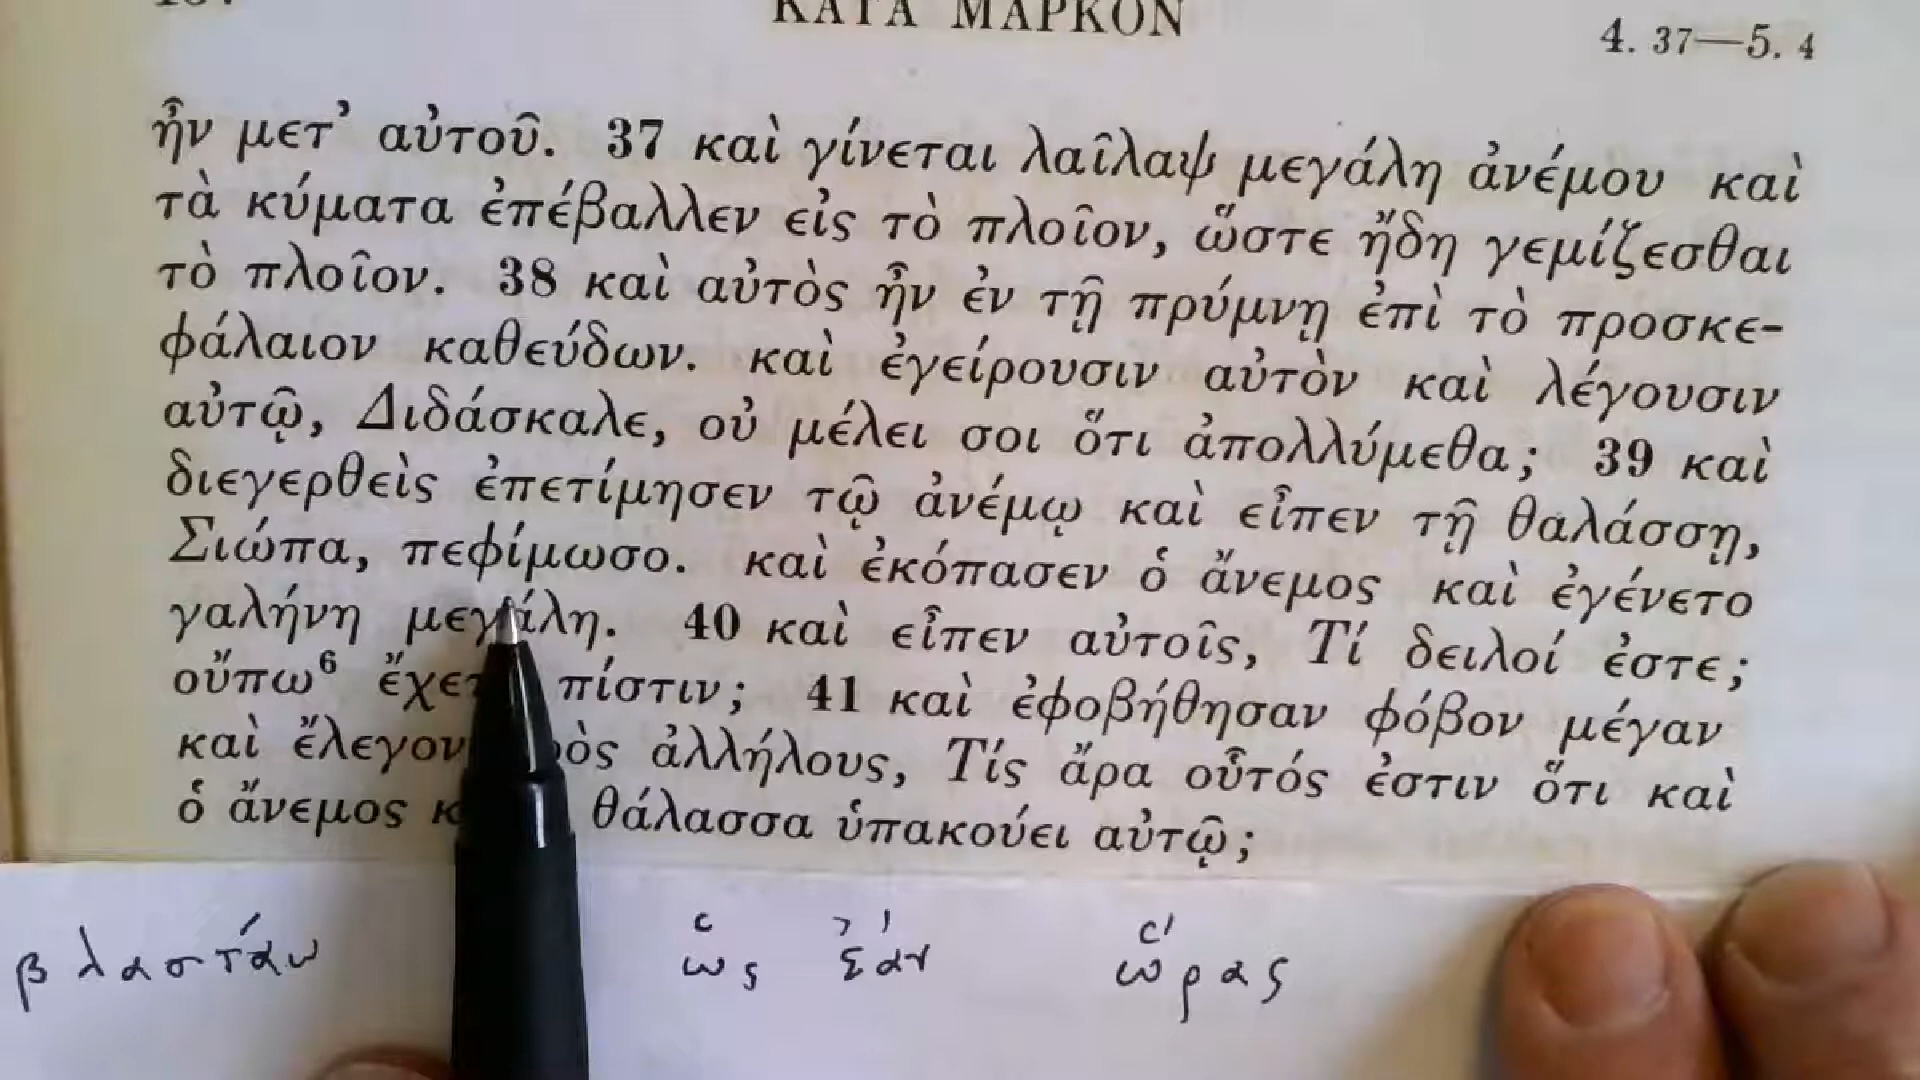 ΚΑΤΑ ΜΑΡΚΟΝ
4. 37—5. 4
ἦν μετ’ αὐτοῦ. 37 καὶ γίνεται λαῖλαψ μεγάλη ἀνέμου καὶ
τὰ κύματα ἐπέβαλλεν εἰς τὸ πλοῖον, ὥστε ἤδη γεμίζεσθαι
τὸ πλοῖον. 38 καὶ αὐτὸς ἦν ἐν τῇ πρύμνῃ ἐπὶ τὸ προσκε-
φάλαιον καθεύδων. καὶ ἐγείρουσιν αὐτὸν καὶ λέγουσιν
αὐτῷ, Διδάσκαλε, οὐ μέλει σοι ὅτι ἀπολλύμεθα; 39 καὶ
διεγερθεὶς ἐπετίμησεν τῷ ἀνέμῳ καὶ εἶπεν τῇ θαλάσσῃ,
Σιώπα, πεφίμωσο. καὶ ἐκόπασεν ὁ ἄνεμος καὶ ἐγένετο
γαλήνη μεγάλη. 40 καὶ εἶπεν αὐτοῖς, Τί δειλοί ἐστε;
οὔπω⁶ ἔχετ πίστιν; 41 καὶ ἐφοβήθησαν φόβον μέγαν
καὶ ἔλεγον ὸς ἀλλήλους, Τίς ἄρα οὗτός ἐστιν ὅτι καὶ
ὁ ἄνεμος κ θάλασσα ὑπακούει αὐτῷ;
βλαστάω ὡς ἐάν ὥρας